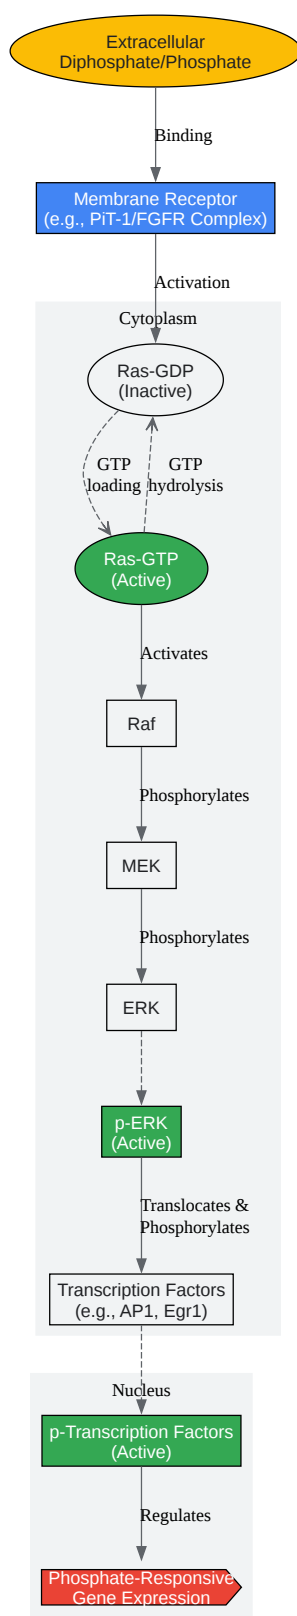 Extracellular
Diphosphate/Phosphate
Binding
Membrane Receptor
(e.g., PiT-1/FGFR Complex)
Activation
Cytoplasm
Ras-GDP
(Inactive)
GTP
loading
GTP
hydrolysis
Ras-GTP
(Active)
Activates
Raf
Phosphorylates
MEK
Phosphorylates
ERK
p-ERK
(Active)
Translocates &
Phosphorylates
Transcription Factors
(e.g., AP1, Egr1)
Nucleus
p-Transcription Factors
(Active)
Regulates
Phosphate-Responsive
Gene Expression